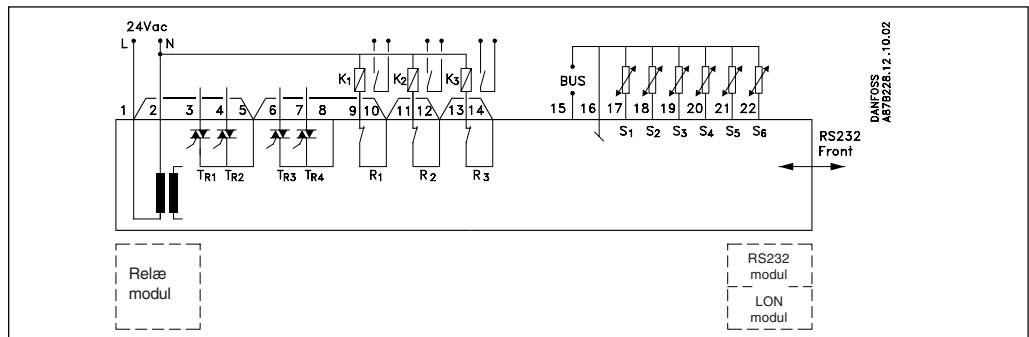 24Vac
L N
K1 K2 K3
BUS
1 2 3 4 5 6 7 8 9 10 11 12 13 14 15 16 17 18 19 20 21 22
S1 S2 S3 S4 S5 S6
TR1 TR2 TR3 TR4 R1 R2 R3
RS232
Front
DANFOSS
A87B228.12.10.02
Relæ
modul
RS232
modul
LON
modul